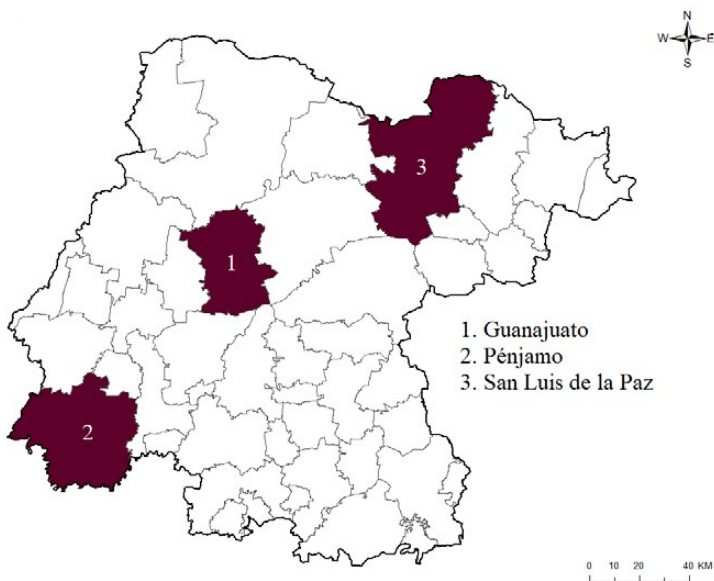 N
W E
S
3
1
1. Guanajuato
2. Pénjamo
3. San Luis de la Paz
2
0 10 20 40 KM